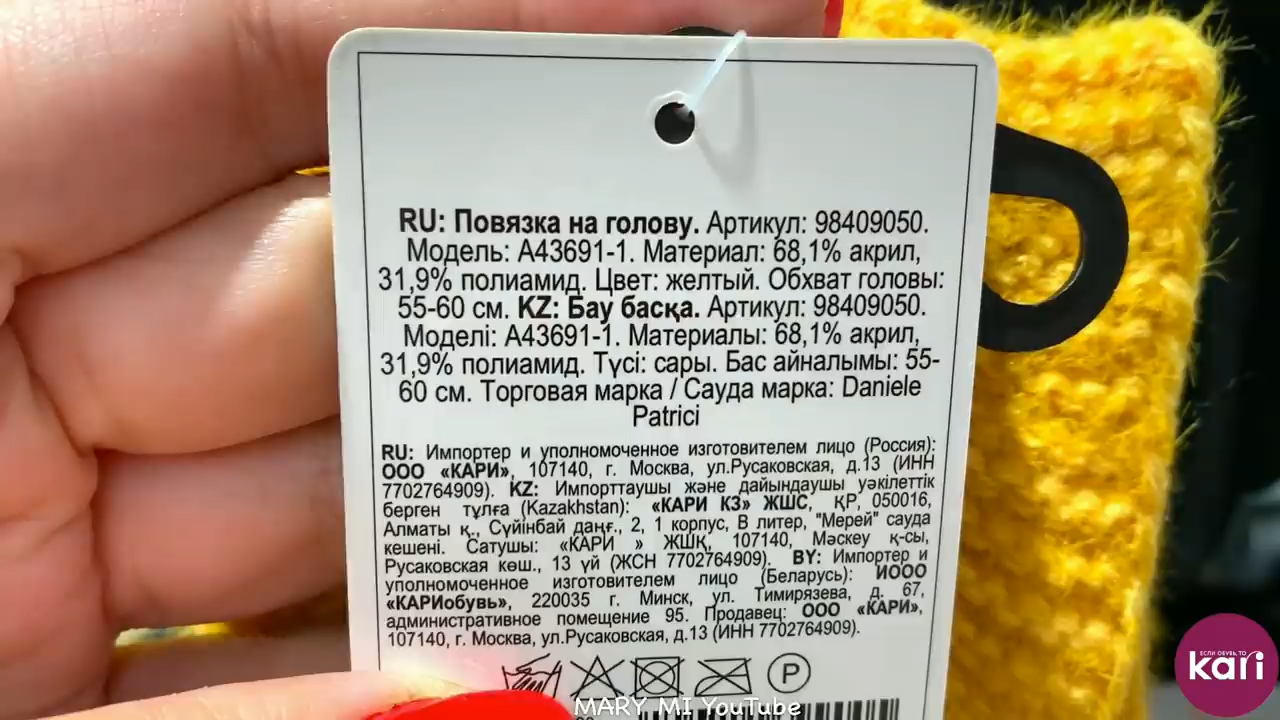 RU: Повязка на голову. Артикул: 98409050.
Модель: A43691-1. Материал: 68,1% акрил,
31,9% полиамид. Цвет: желтый. Обхват головы:
55-60 см. KZ: Бау басқа. Артикул: 98409050.
Моделі: A43691-1. Материалы: 68,1% акрил,
31,9% полиамид. Түсі: сары. Бас айналымы: 55-
60 см. Торговая марка / Сауда марка: Daniele
Patrici
RU: Импортер и уполномоченное изготовителем лицо (Россия):
ООО «КАРИ», 107140, г. Москва, ул.Русаковская, д.13 (ИНН
7702764909). KZ: Импорттаушы және дайындаушы уәкілеттік
берген тұлға (Kazakhstan): «КАРИ КЗ» ЖШС, ҚР, 050016,
Алматы қ., Сүйінбай даңғ., 2, 1 корпус, В литер, "Мерей" сауда
кешені. Сатушы: «КАРИ » ЖШҚ, 107140, Мәскеу қ-сы,
Русаковская көш., 13 үй (ЖСН 7702764909). BY: Импортер и
уполномоченное изготовителем лицо (Беларусь): ИООО
«КАРИобувь», 220035 г. Минск, ул. Тимирязева, д. 67,
административное помещение 95. Продавец: ООО «КАРИ»,
107140, г. Москва, ул.Русаковская, д.13 (ИНН 7702764909).
P
ЕСЛИ ОБУВЬ, ТО
kari
MARY MI YouTube